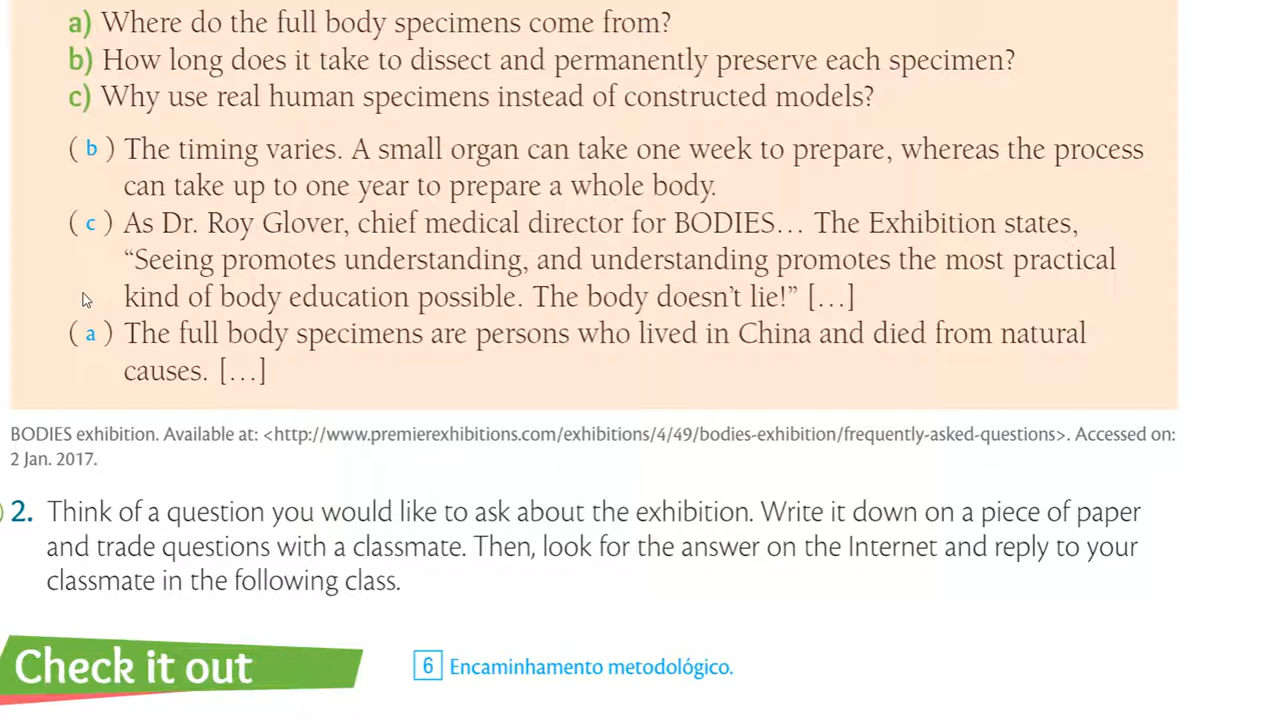 a) Where do the full body specimens come from?
b) How long does it take to dissect and permanently preserve each specimen?
c) Why use real human specimens instead of constructed models?
( b ) The timing varies. A small organ can take one week to prepare, whereas the process
can take up to one year to prepare a whole body.
( c ) As Dr. Roy Glover, chief medical director for BODIES… The Exhibition states,
“Seeing promotes understanding, and understanding promotes the most practical
kind of body education possible. The body doesn’t lie!” […]
( a ) The full body specimens are persons who lived in China and died from natural
causes. […]
BODIES exhibition. Available at: <http://www.premierexhibitions.com/exhibitions/4/49/bodies-exhibition/frequently-asked-questions>. Accessed on:
2 Jan. 2017.
2. Think of a question you would like to ask about the exhibition. Write it down on a piece of paper
and trade questions with a classmate. Then, look for the answer on the Internet and reply to your
classmate in the following class.
Check it out
6 Encaminhamento metodológico.